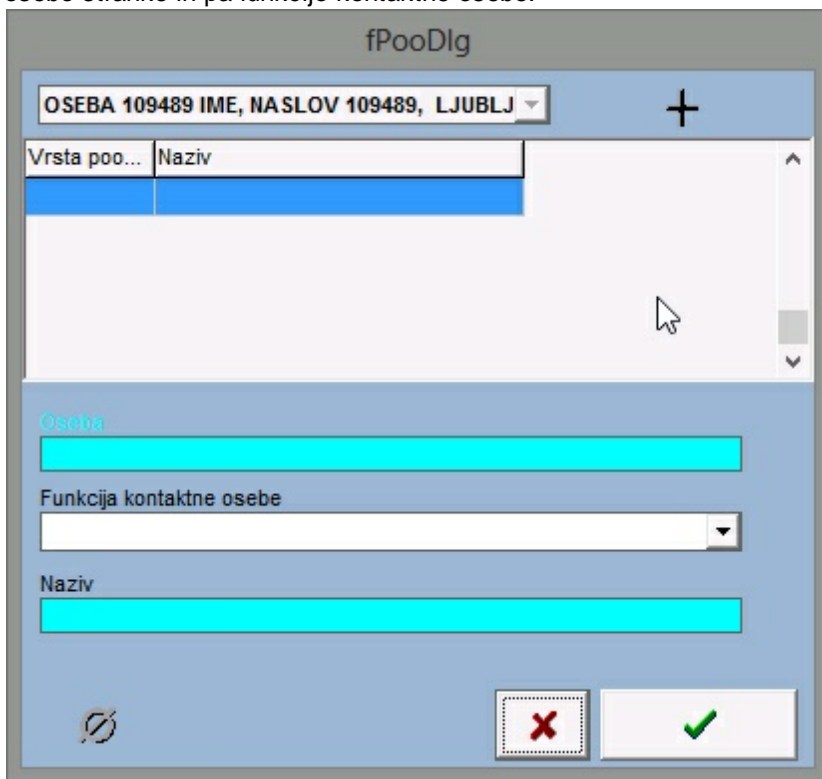 osebo stranke in pa funkcijo kontaktne osebe.
fPooDlg
OSEBA 109489 IME, NASLOV 109489, LJUBLJ
Vrsta poo... Naziv
Oseba
Funkcija kontaktne osebe
Naziv